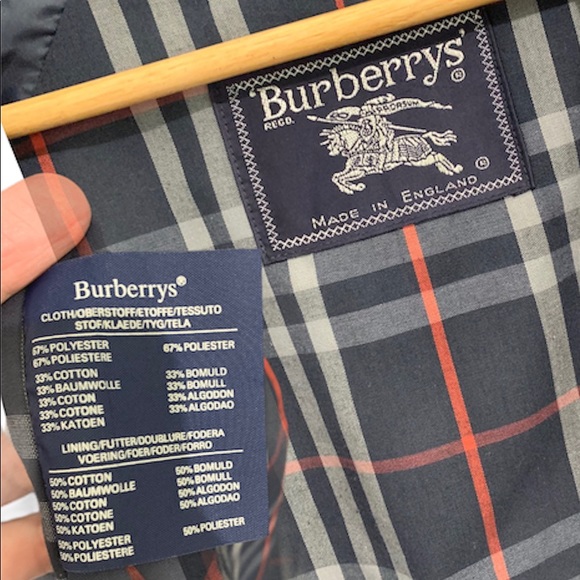 Burberrys'
REGD.
PRORSUM
MADE IN ENGLAND
Burberrys®
CLOTH/OBERSTOFF/ETOFFE/TESSUTO
STOF/KLAEDE/TYG/TELA
67% POLYESTER 67% POLIESTER
67% POLIESTERE
33% COTTON 33% BOMULD
33% BAUMWOLLE 33% BOMULL
33% COTON 33% ALGODON
33% COTONE 33% ALGODAO
33% KATOEN
LINING/FUTTER/DOUBLURE/FODERA
VOERING/FOER/FODER/FORRO
50% COTTON 50% BOMULD
50% BAUMWOLLE 50% BOMULL
50% COTON 50% ALGODON
50% COTONE 50% ALGODAO
50% KATOEN
50% POLYESTER 50% POLIESTER
50% POLIESTERE